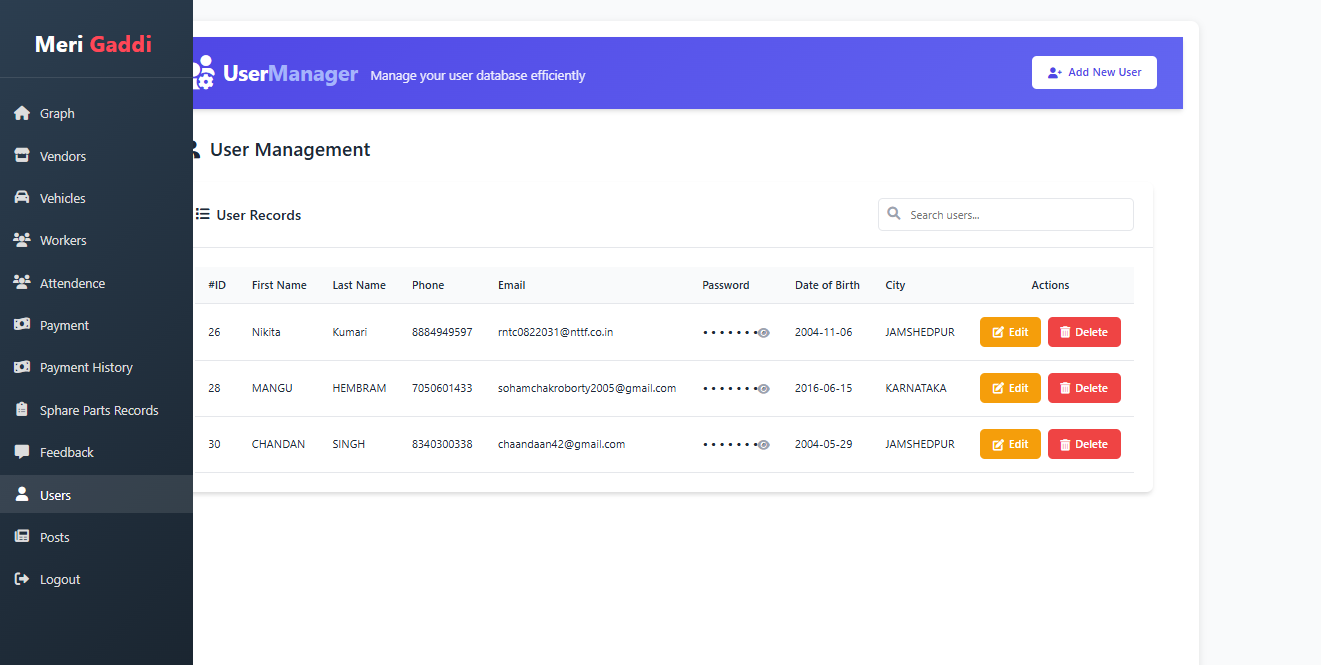 Meri Gaddi
Graph
Vendors
Vehicles
Workers
Attendence
Payment
Payment History
Sphare Parts Records
Feedback
Users
Posts
Logout
UserManager Manage your user database efficiently Add New User
User Management
User Records Search users...
#ID First Name Last Name Phone Email Password Date of Birth City Actions
26 Nikita Kumari 8884949597 rntc0822031@nttf.co.in ••••••• 2004-11-06 JAMSHEDPUR Edit Delete
28 MANGU HEMBRAM 7050601433 sohamchakroborty2005@gmail.com ••••••• 2016-06-15 KARNATAKA Edit Delete
30 CHANDAN SINGH 8340300338 chaandaan42@gmail.com ••••••• 2004-05-29 JAMSHEDPUR Edit Delete